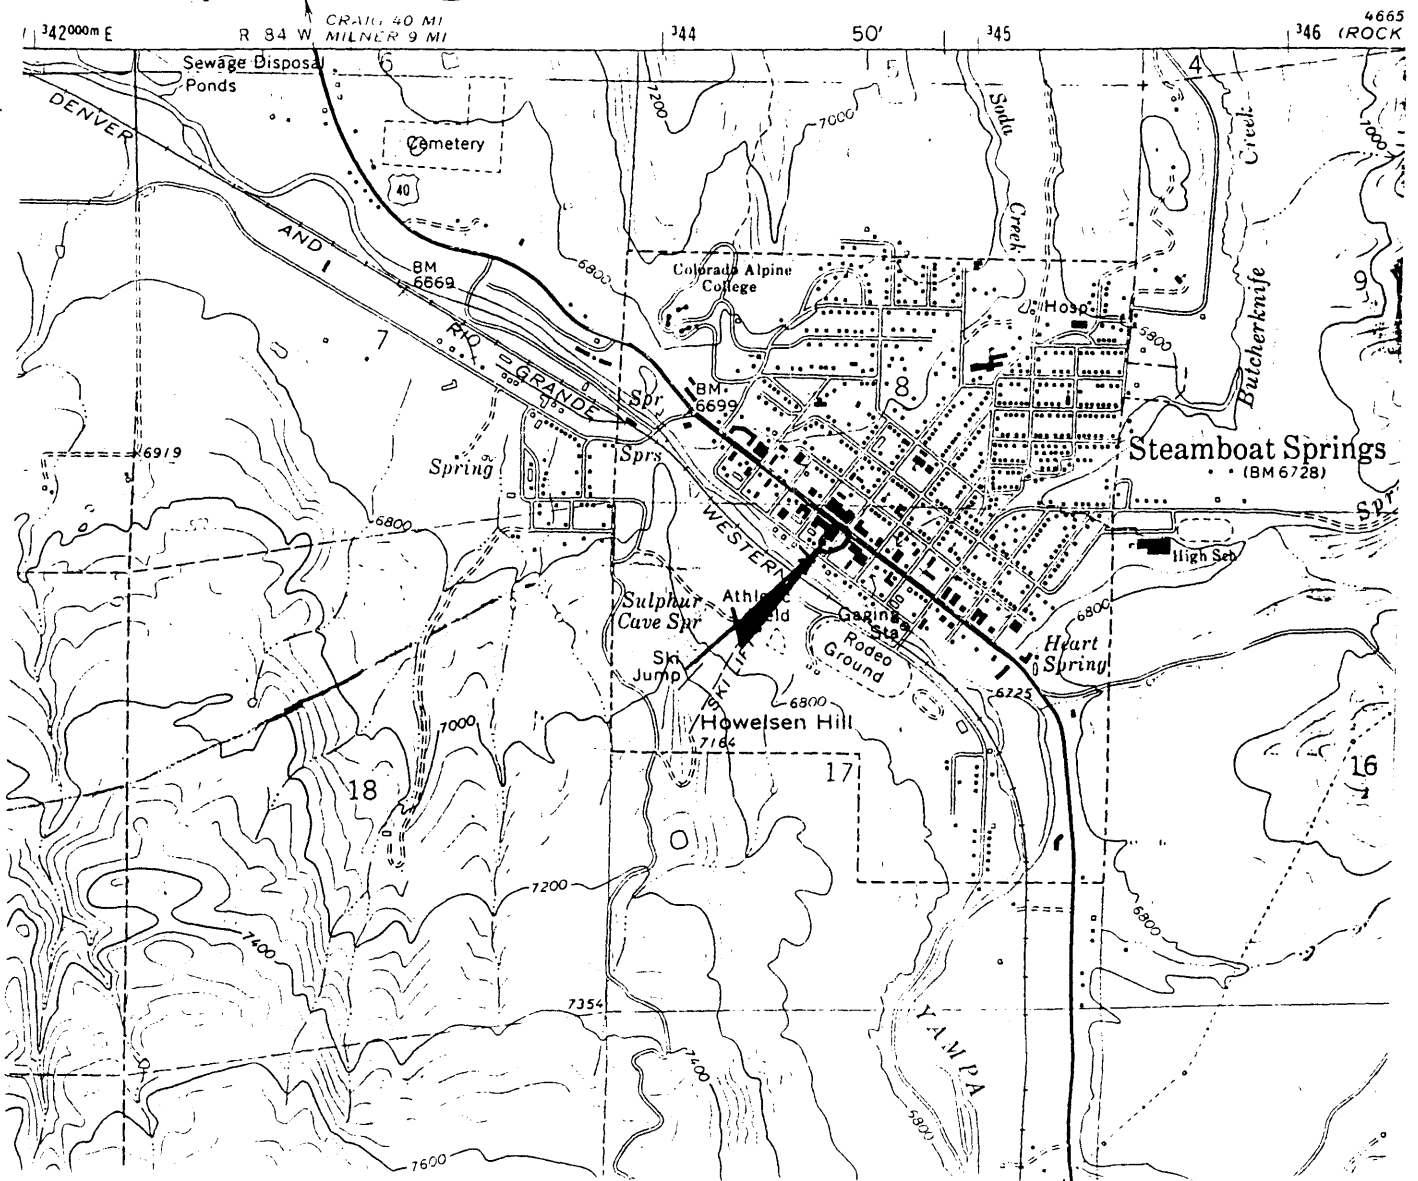 CRAIG 40 MI
³42⁰⁰⁰ᵐ E
R 84 W
MILNER 9 MI
³44
50'
³45
³46
4665
(ROCK
Sewage Disposal
Ponds
6
5
4
DENVER
7200
7000
Soda
Creek
Creek
7000
Cemetery
40
AND
BM
6669
6800
Colorado Alpine
College
Hosp
6800
Butcherknife
9
7
RIO
GRANDE
Spr
BM
6699
8
6919
Spring
Sprs
Steamboat Springs
(BM 6728)
Spr
6800
WESTERN
High Sch
Sulphur
Cave Spr
Athletic
Field
Gaging
Sta
6800
Rodeo
Ground
Heart
Spring
Ski
Jump
SKI LIFT
6800
6725
7000
Howelsen Hill
7164
18
17
16
7200
6800
7400
7354
YAMPA
7400
6800
7600